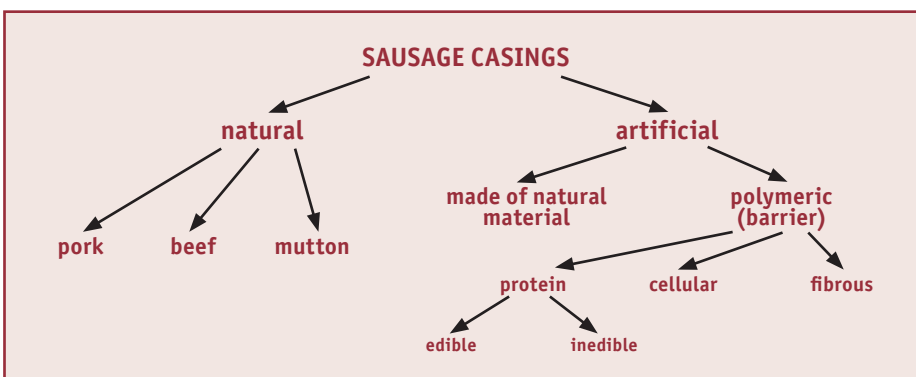 SAUSAGE CASINGS
natural
artificial
made of natural
material
polymeric
(barrier)
pork
beef
mutton
protein
cellular
fibrous
edible
inedible